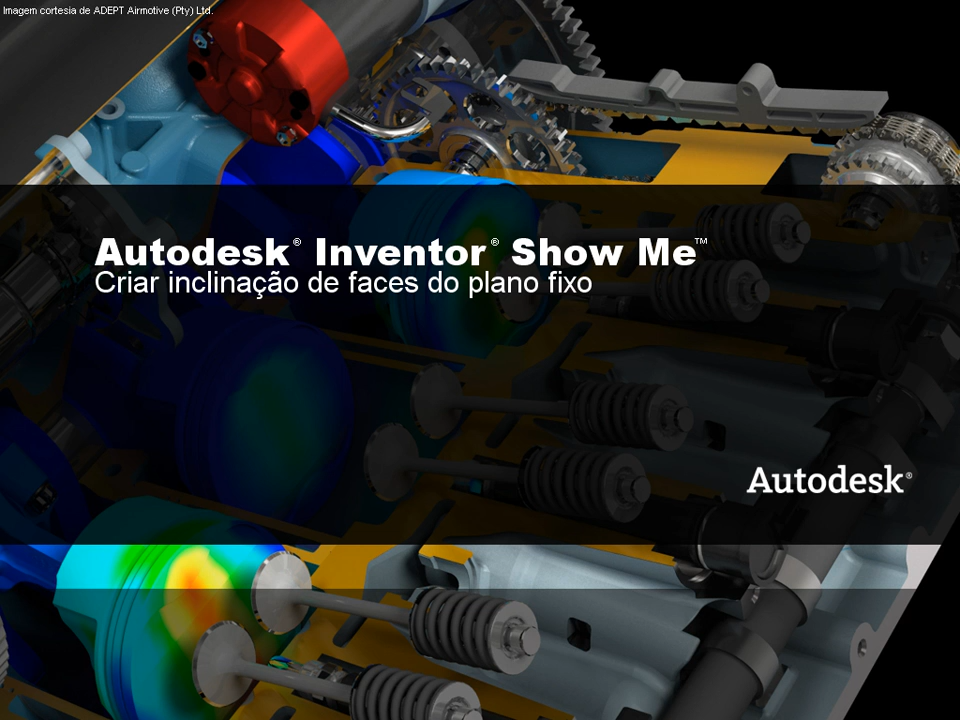 Imagem cortesia de ADEPT Airmotive (Pty) Ltd.
Autodesk® Inventor® Show Me™
Criar inclinação de faces do plano fixo
Autodesk®